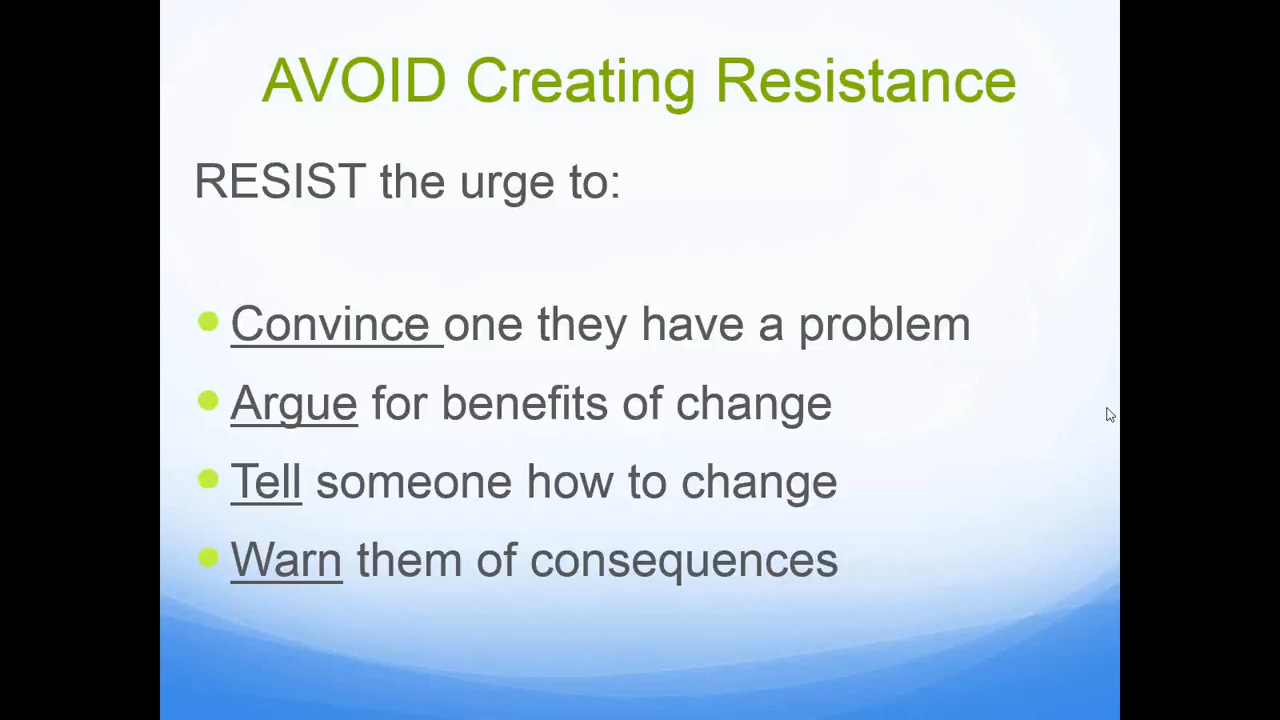 AVOID Creating Resistance
RESIST the urge to:
Convince one they have a problem
Argue for benefits of change
Tell someone how to change
Warn them of consequences